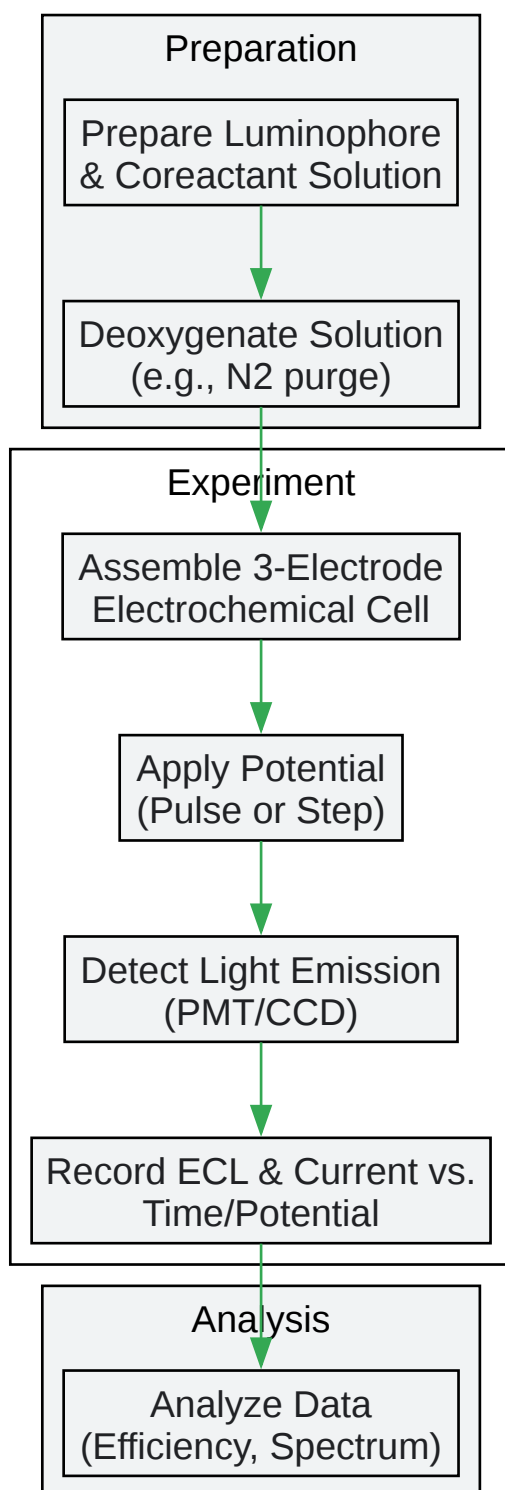 Preparation
Prepare Luminophore
& Coreactant Solution
Deoxygenate Solution
(e.g., N2 purge)
Experiment
Assemble 3-Electrode
Electrochemical Cell
Apply Potential
(Pulse or Step)
Detect Light Emission
(PMT/CCD)
Record ECL & Current vs.
Time/Potential
Analysis
Analyze Data
(Efficiency, Spectrum)